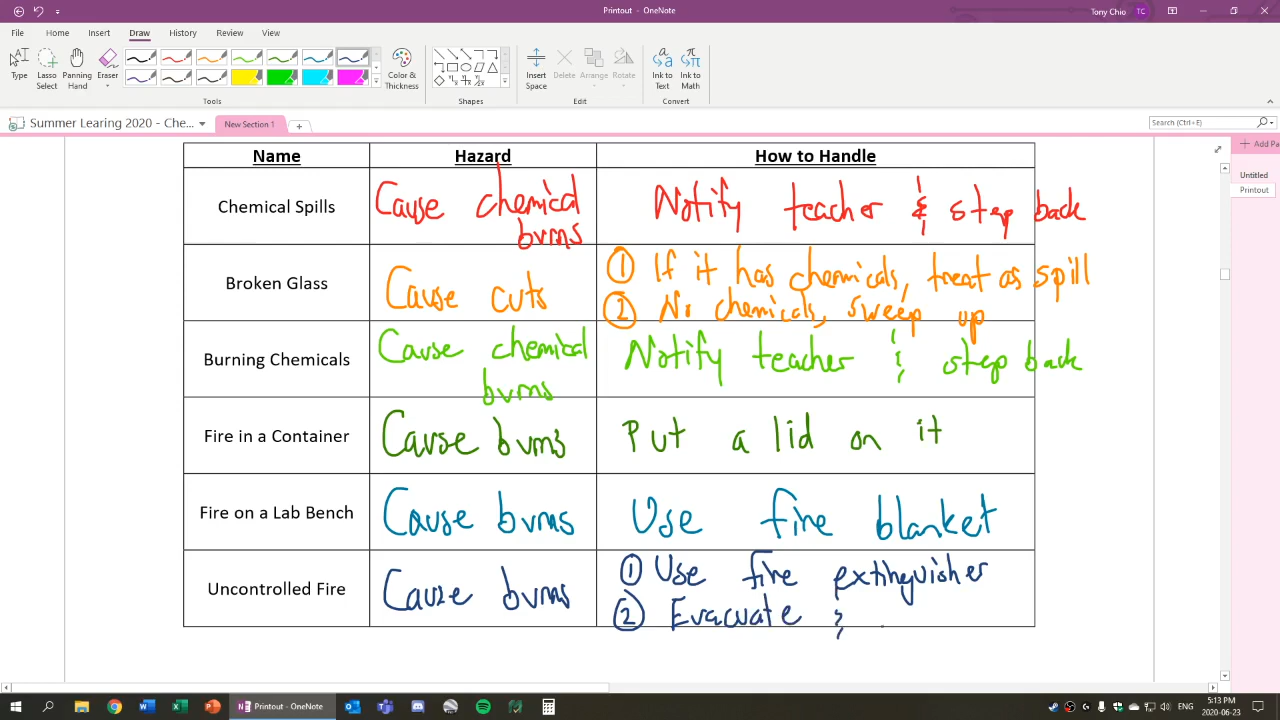 Printout - OneNote
Tony Chio
TC
File Home Insert Draw History Review View
Type
Lasso Select
Panning Hand
Eraser
Color & Thickness
Insert Space
Delete
Arrange
Rotate
Ink to Text
Ink to Math
Tools
Shapes
Edit
Convert
Summer Learing 2020 - Che...
New Section 1
Search (Ctrl+E)
Add Pa
Untitled
Printout
Name Hazard How to Handle
Chemical Spills Cause chemical burns Notify teacher & step back
Broken Glass Cause cuts ① If it has chemicals, treat as spill
② No chemicals, sweep up
Burning Chemicals Cause chemical burns Notify teacher & step back
Fire in a Container Cause burns Put a lid on it
Fire on a Lab Bench Cause burns Use fire blanket
Uncontrolled Fire Cause burns ① Use fire extinguisher
② Evacuate &
Printout - OneNote
ENG
5:13 PM
2020-06-23